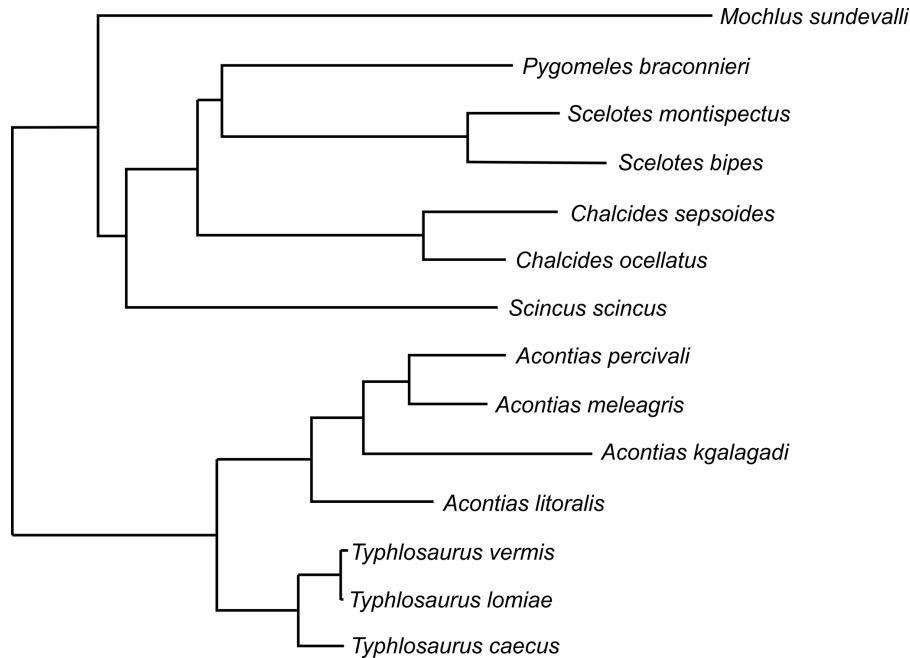 Mochlus sundevalli
Pygomeles braconnieri
Scelotes montispectus
Scelotes bipes
Chalcides sepsoides
Chalcides ocellatus
Scincus scincus
Acontias percivali
Acontias meleagris
Acontias kgalagadi
Acontias litoralis
Typhlosaurus vermis
Typhlosaurus lomiae
Typhlosaurus caecus